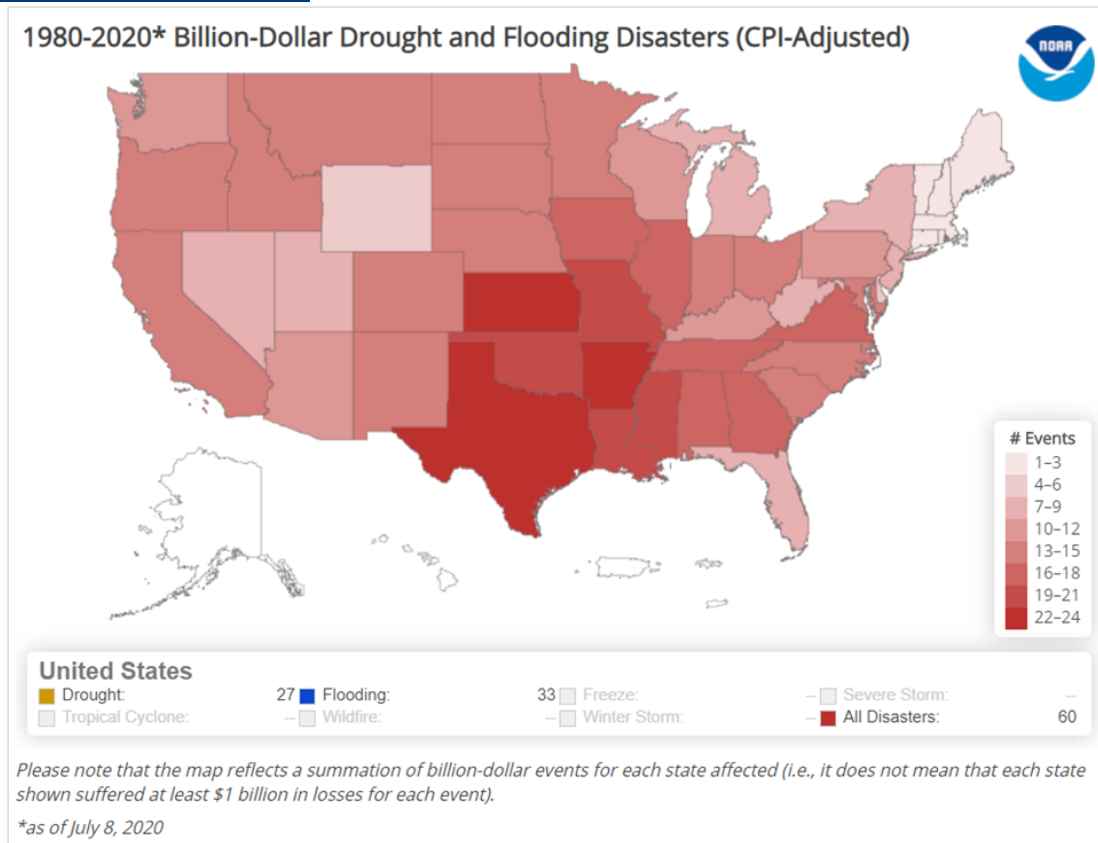 1980-2020* Billion-Dollar Drought and Flooding Disasters (CPI-Adjusted)
NOAA
# Events
1–3
4–6
7–9
10–12
13–15
16–18
19–21
22–24
United States
Drought: 27 Flooding: 33 Freeze: -- Severe Storm: --
Tropical Cyclone: -- Wildfire: -- Winter Storm: -- All Disasters: 60
Please note that the map reflects a summation of billion-dollar events for each state affected (i.e., it does not mean that each state
shown suffered at least $1 billion in losses for each event).
*as of July 8, 2020